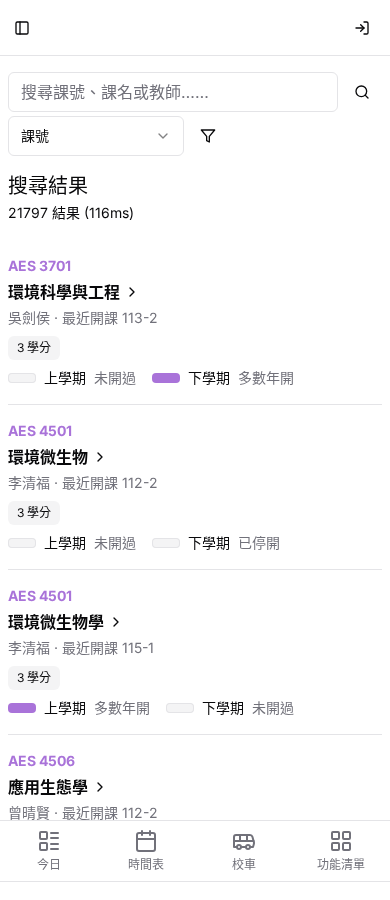 搜尋課號、課名或教師......
課號
搜尋結果
21797 結果 (116ms)
AES 3701
環境科學與工程
吳劍侯 · 最近開課 113-2
3 學分
上學期 未開過 下學期 多數年開
AES 4501
環境微生物
李清福 · 最近開課 112-2
3 學分
上學期 未開過 下學期 已停開
AES 4501
環境微生物學
李清福 · 最近開課 115-1
3 學分
上學期 多數年開 下學期 未開過
AES 4506
應用生態學
曾晴賢 · 最近開課 112-2
今日 時間表 校車 功能清單